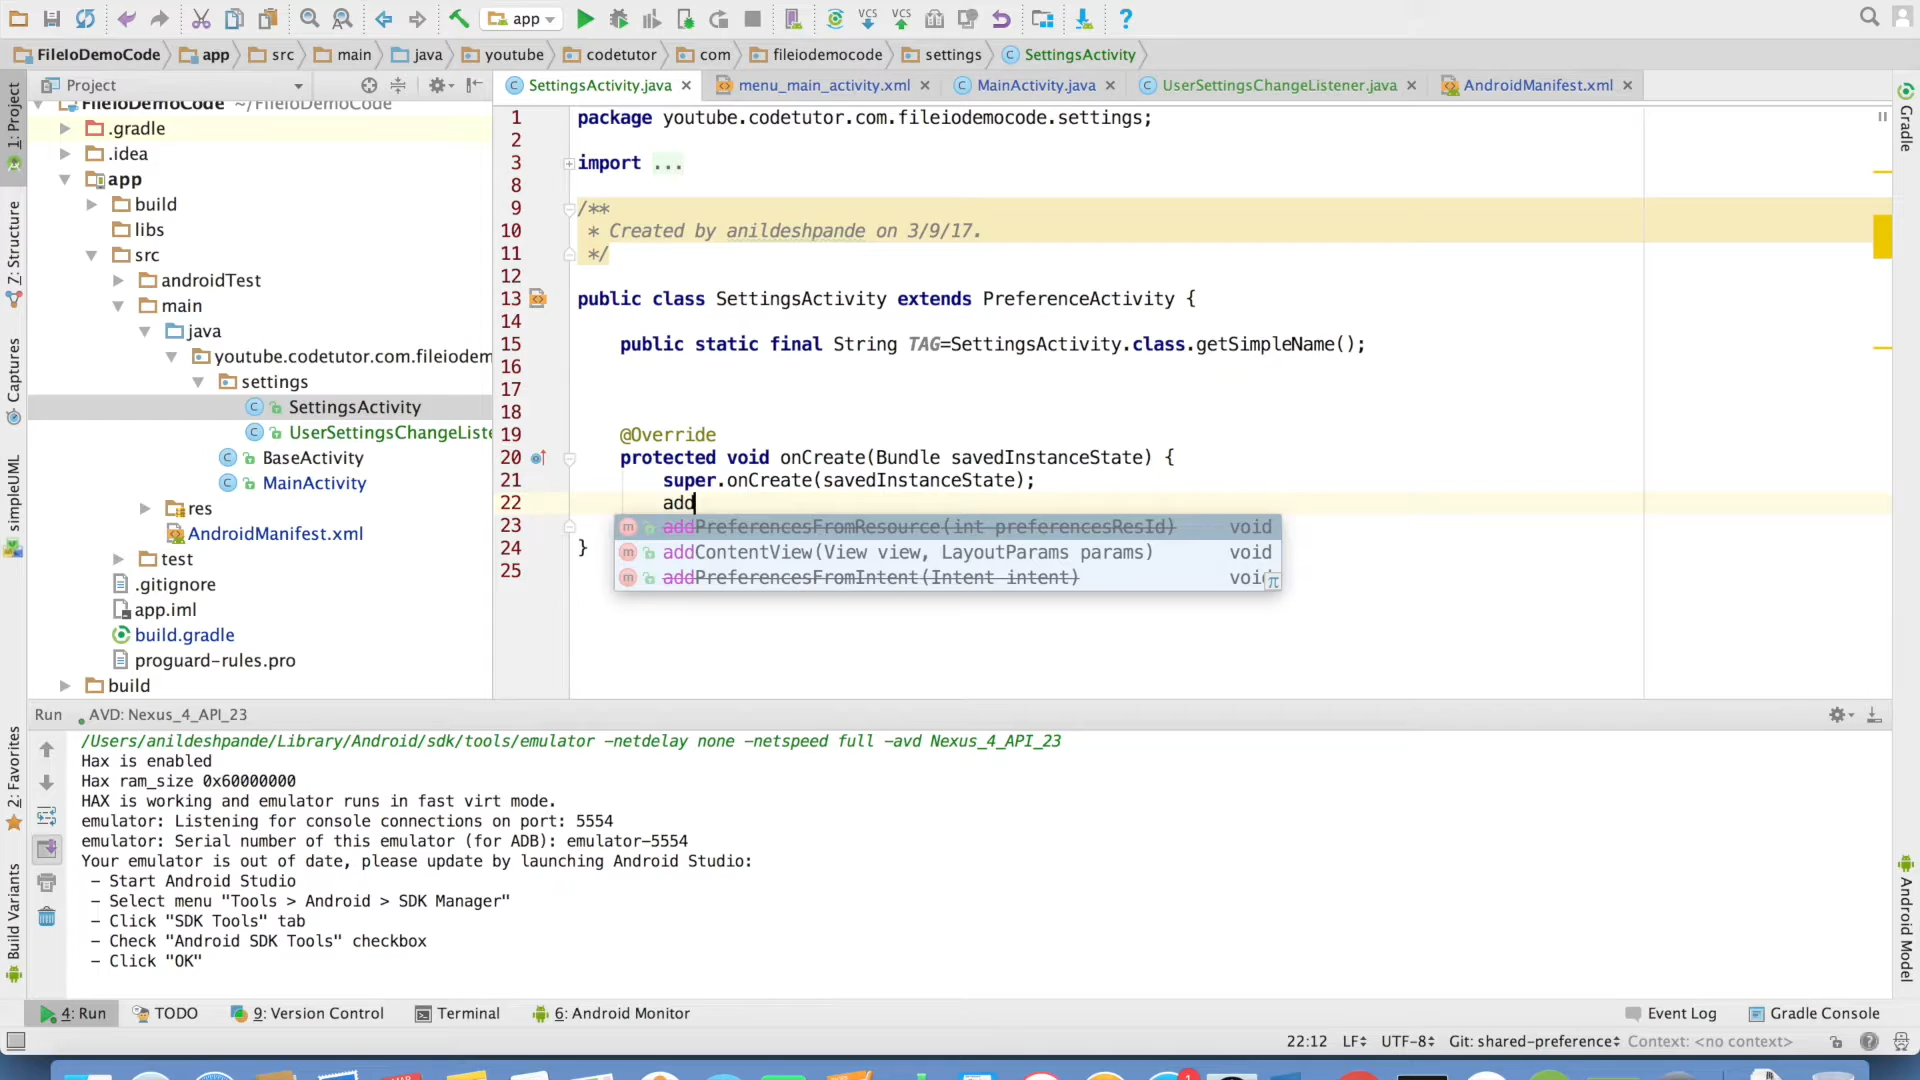 app
FileIoDemoCode app src main java youtube codetutor com fileiodemocode settings SettingsActivity
Project
SettingsActivity.java menu_main_activity.xml MainActivity.java UserSettingsChangeListener.java AndroidManifest.xml
1: Project
Z: Structure
Captures
simpleUML
2: Favorites
Build Variants
FileIoDemoCode ~/FileIoDemoCode
.gradle
.idea
app
build
libs
src
androidTest
main
java
youtube.codetutor.com.fileiodem
settings
SettingsActivity
UserSettingsChangeListe
BaseActivity
MainActivity
res
AndroidManifest.xml
test
.gitignore
app.iml
build.gradle
proguard-rules.pro
build
1 package youtube.codetutor.com.fileiodemocode.settings;
2
3 import ...
8
9 /**
10 * Created by anildeshpande on 3/9/17.
11 */
12
13 public class SettingsActivity extends PreferenceActivity {
14
15 public static final String TAG=SettingsActivity.class.getSimpleName();
16
17
18
19 @Override
20 protected void onCreate(Bundle savedInstanceState) {
21 super.onCreate(savedInstanceState);
22 add
23
24 }
25
addPreferencesFromResource(int preferencesResId) void
addContentView(View view, LayoutParams params) void
addPreferencesFromIntent(Intent intent) void
Gradle
Android Model
Run AVD: Nexus_4_API_23
/Users/anildeshpande/Library/Android/sdk/tools/emulator -netdelay none -netspeed full -avd Nexus_4_API_23
Hax is enabled
Hax ram_size 0x60000000
HAX is working and emulator runs in fast virt mode.
emulator: Listening for console connections on port: 5554
emulator: Serial number of this emulator (for ADB): emulator-5554
Your emulator is out of date, please update by launching Android Studio:
- Start Android Studio
- Select menu "Tools > Android > SDK Manager"
- Click "SDK Tools" tab
- Check "Android SDK Tools" checkbox
- Click "OK"
4: Run TODO 9: Version Control Terminal 6: Android Monitor Event Log Gradle Console
22:12 LF UTF-8 Git: shared-preference Context: <no context>